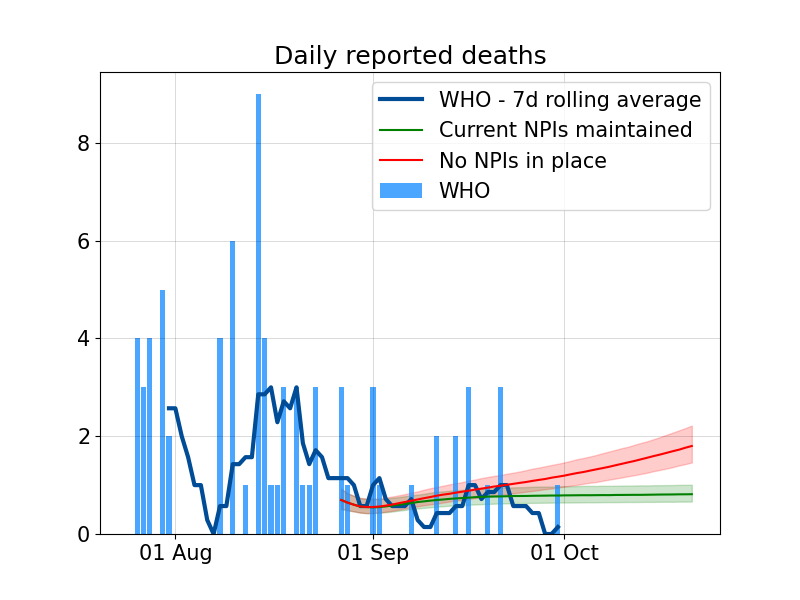 Daily reported deaths
WHO - 7d rolling average
Current NPIs maintained
No NPIs in place
WHO
8
6
4
2
0
01 Aug
01 Sep
01 Oct